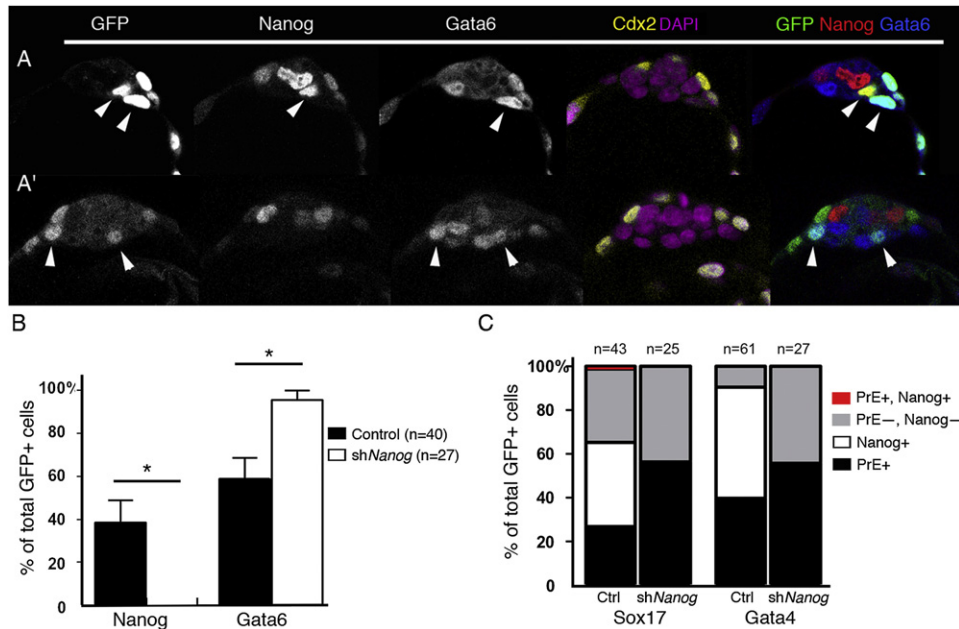 GFP Nanog Gata6 Cdx2 DAPI GFP Nanog Gata6
A
A'
B
% of total GFP+ cells
100%
80
60
40
20
0
*
*
Control (n=40)
shNanog (n=27)
Nanog Gata6
C
% of total GFP+ cells
n=43 n=25 n=61 n=27
100%
80
60
40
20
0
PrE+, Nanog+
PrE—, Nanog—
Nanog+
PrE+
Ctrl shNanog Ctrl shNanog
Sox17 Gata4